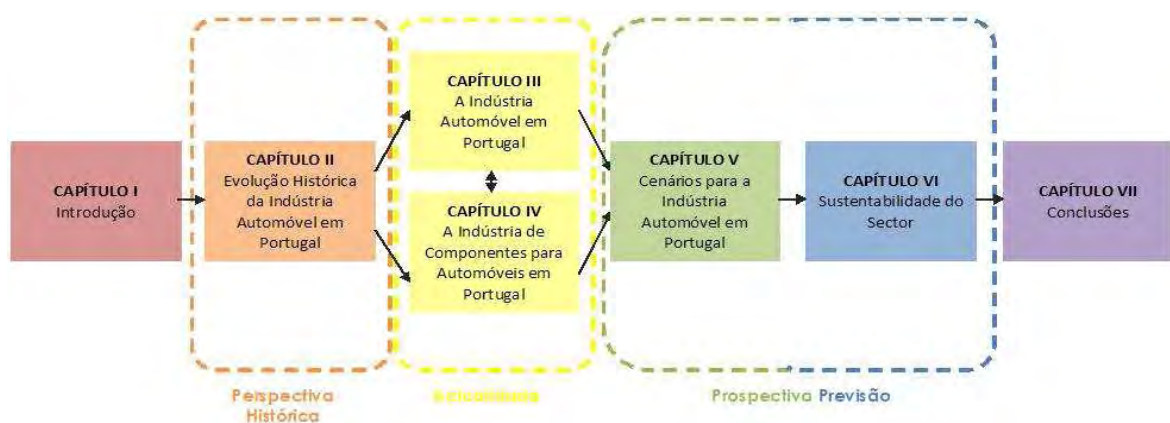 CAPÍTULO I
Introdução
CAPÍTULO II
Evolução Histórica
da Indústria
Automóvel em
Portugal
CAPÍTULO III
A Indústria
Automóvel em
Portugal
CAPÍTULO IV
A Indústria de
Componentes para
Automóveis em
Portugal
CAPÍTULO V
Cenários para a
Indústria
Automóvel em
Portugal
CAPÍTULO VI
Sustentabilidade do
Sector
CAPÍTULO VII
Conclusões
Perspectiva
Histórica
Prospectiva Previsão